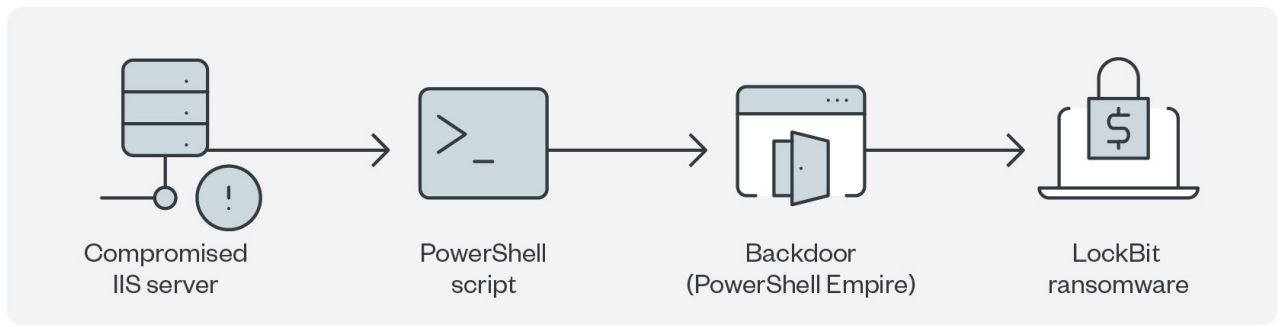 Compromised
IIS server
PowerShell
script
Backdoor
(PowerShell Empire)
LockBit
ransomware